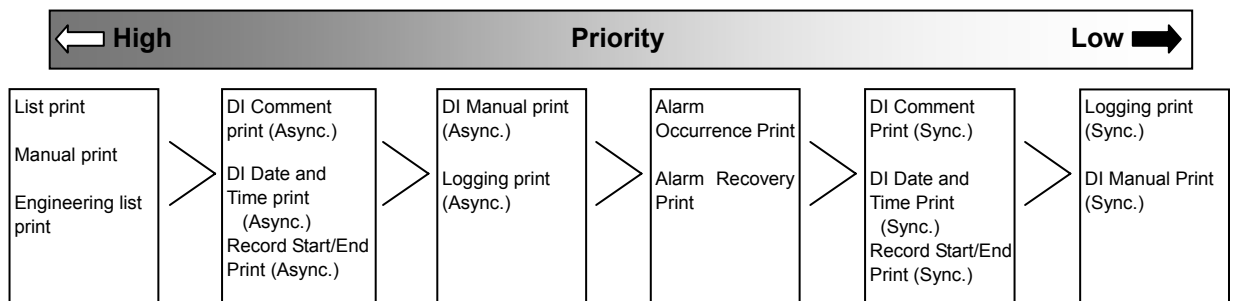 High Priority Low
List print
Manual print
Engineering list
print
DI Comment
print (Async.)
DI Date and
Time print
(Async.)
Record Start/End
Print (Async.)
DI Manual print
(Async.)
Logging print
(Async.)
Alarm
Occurrence Print
Alarm Recovery
Print
DI Comment
Print (Sync.)
DI Date and
Time Print
(Sync.)
Record Start/End
Print (Sync.)
Logging print
(Sync.)
DI Manual Print
(Sync.)